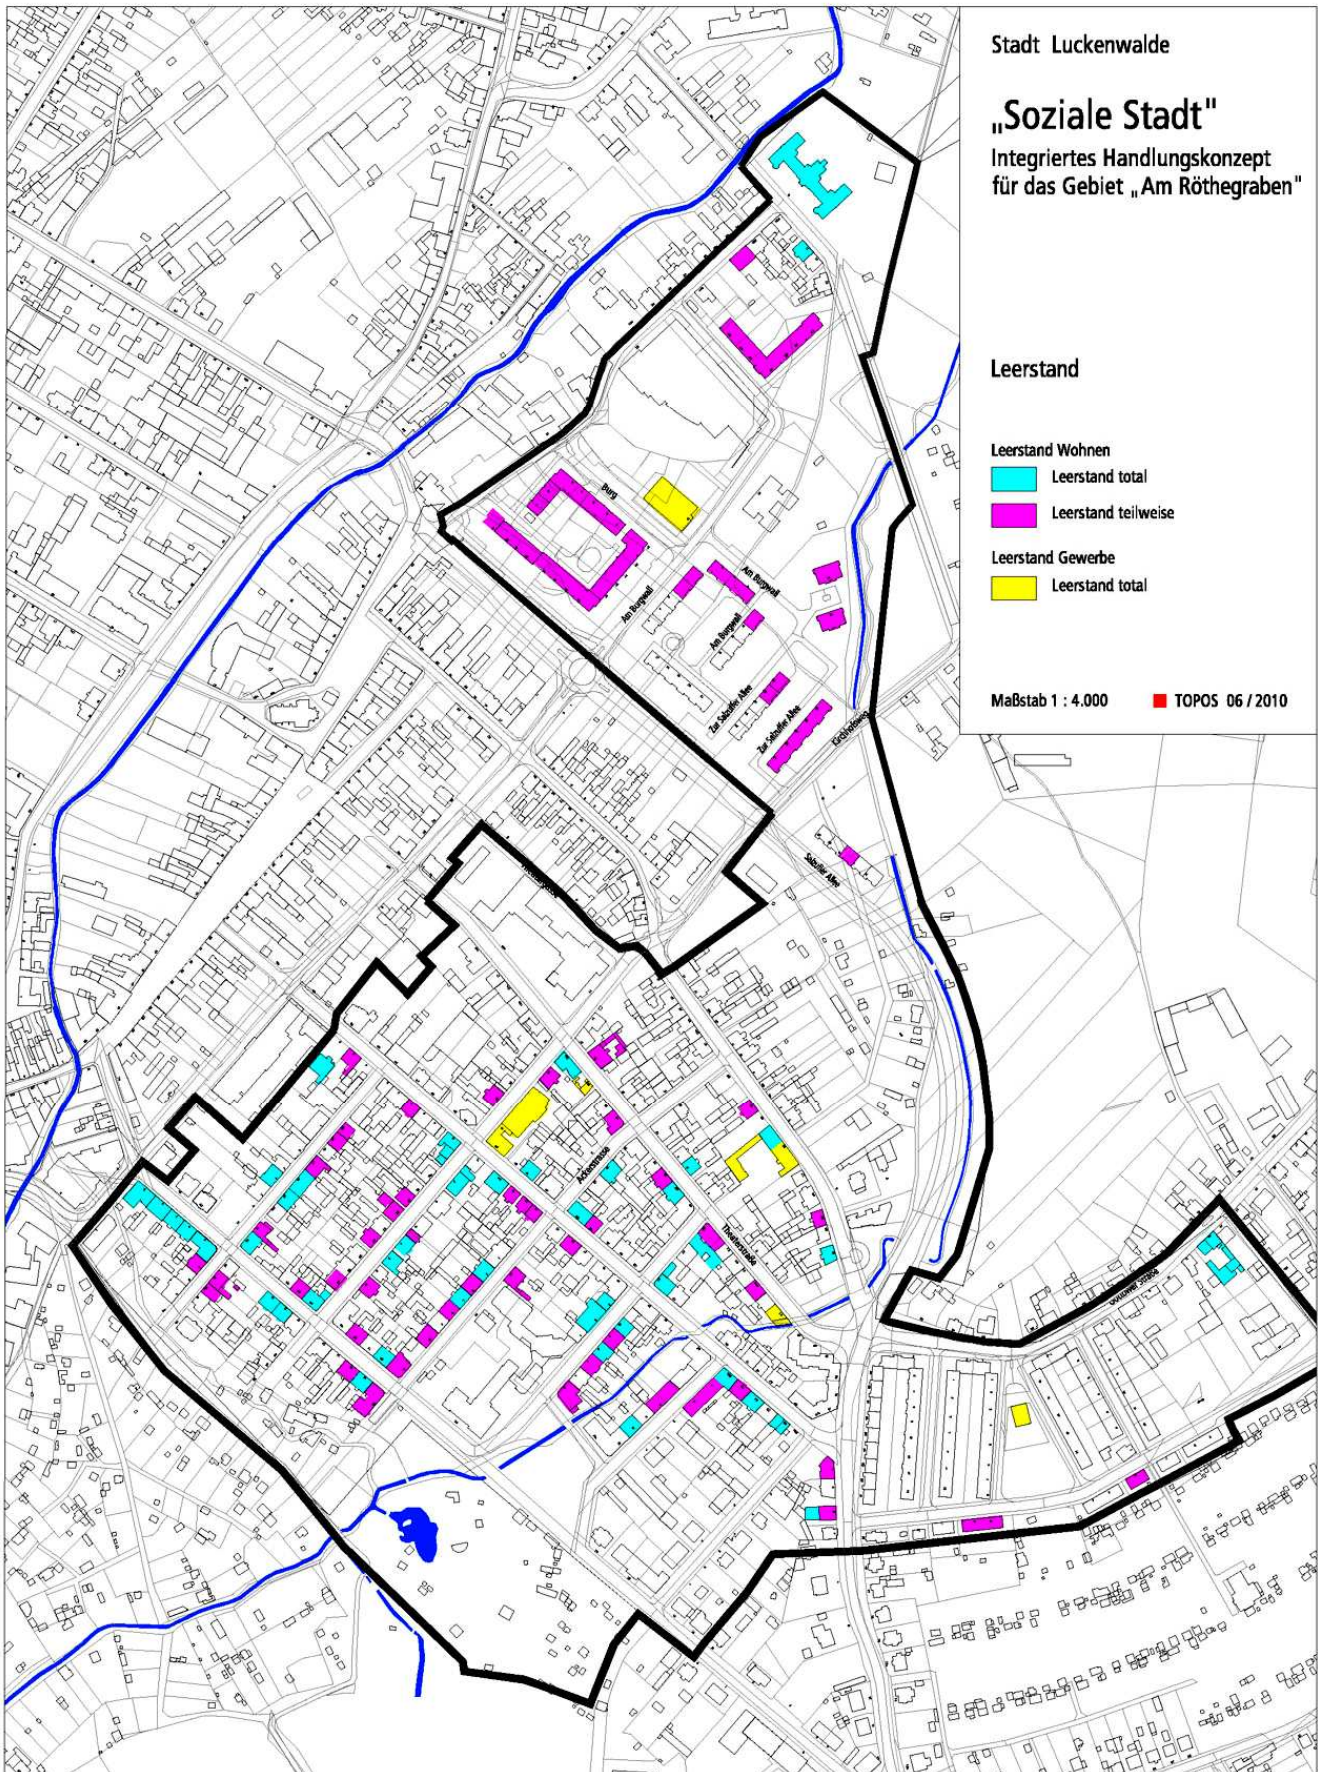 Stadt Luckenwalde
„Soziale Stadt"
Integriertes Handlungskonzept
für das Gebiet „Am Röthegraben"
Leerstand
Leerstand Wohnen
Leerstand total
Leerstand teilweise
Leerstand Gewerbe
Leerstand total
Maßstab 1 : 4.000
TOPOS 06 / 2010
Burg
Am Burgwall
Am Burgwall
Am Burgwall
Zur Salzufler Allee
Zur Salzufler Allee
Kirchhofsweg
Salzufler Allee
Ackerstrasse
Theaterstraße